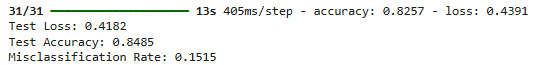 31/31 ━━━━━━━━━━━━━━━━━━━━ 13s 405ms/step - accuracy: 0.8257 - loss: 0.4391
Test Loss: 0.4182
Test Accuracy: 0.8485
Misclassification Rate: 0.1515